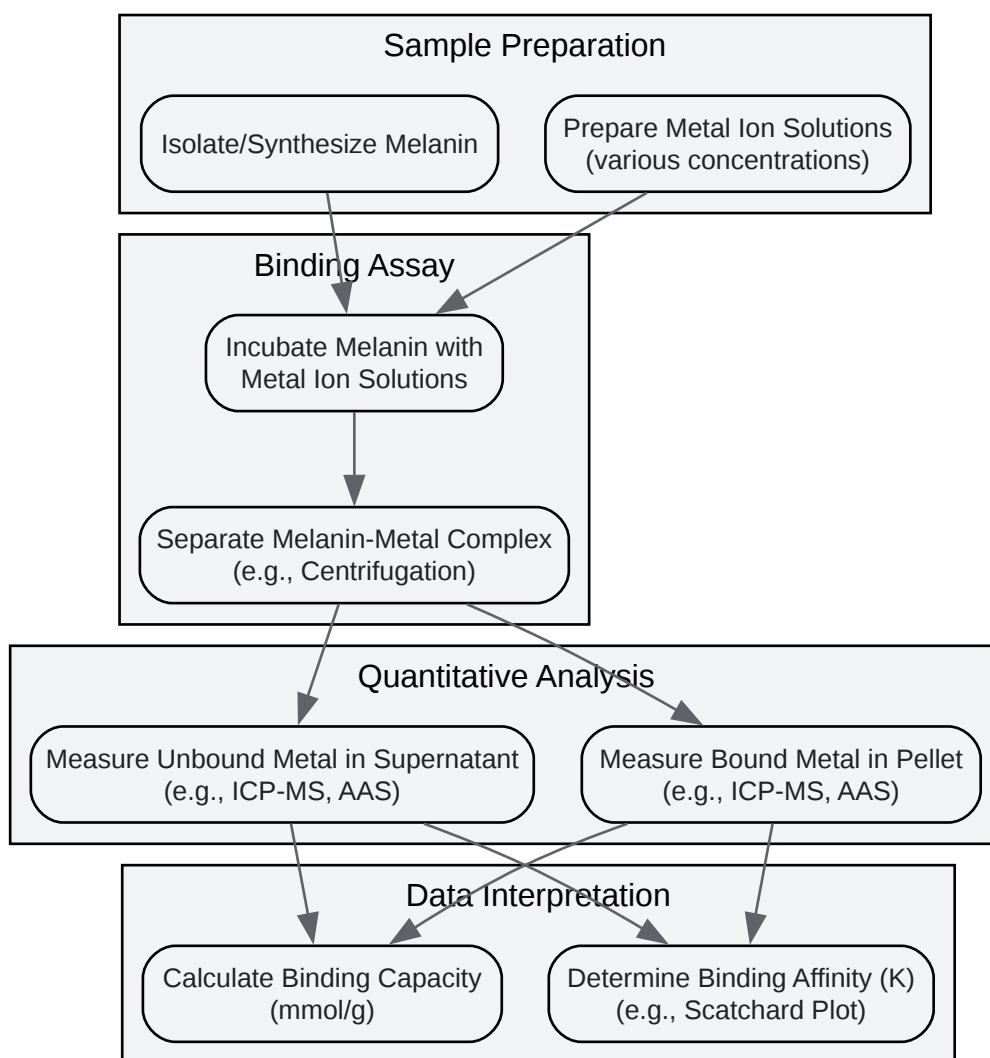 Sample Preparation
Isolate/Synthesize Melanin
Prepare Metal Ion Solutions
(various concentrations)
Binding Assay
Incubate Melanin with
Metal Ion Solutions
Separate Melanin-Metal Complex
(e.g., Centrifugation)
Quantitative Analysis
Measure Unbound Metal in Supernatant
(e.g., ICP-MS, AAS)
Measure Bound Metal in Pellet
(e.g., ICP-MS, AAS)
Data Interpretation
Calculate Binding Capacity
(mmol/g)
Determine Binding Affinity (K)
(e.g., Scatchard Plot)